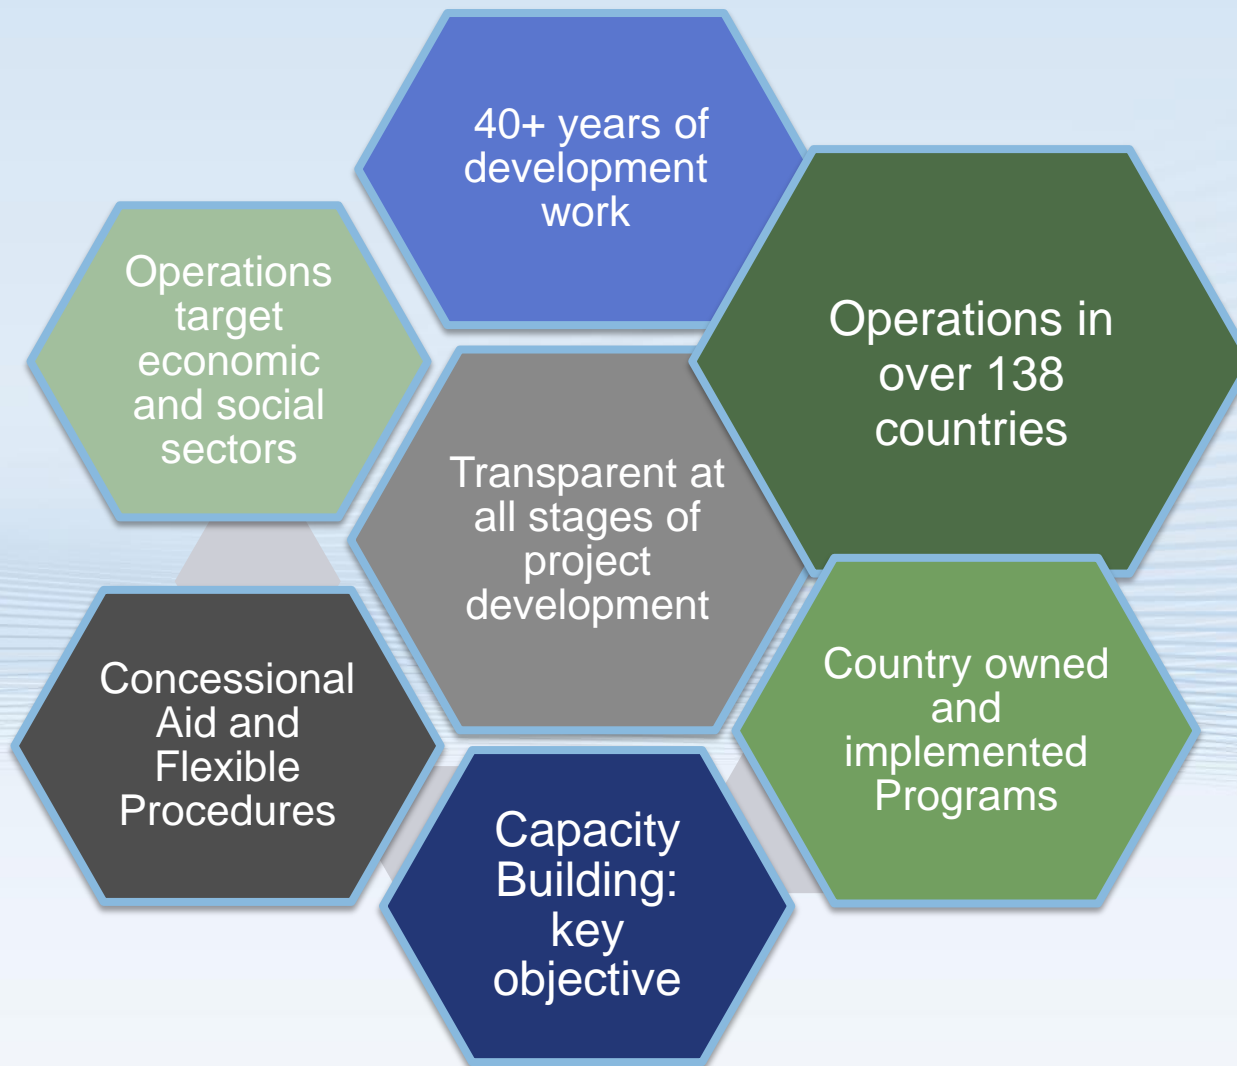 40+ years of
development
work
Operations
target
economic
and social
sectors
Operations in
over 138
countries
Transparent at
all stages of
project
development
Concessional
Aid and
Flexible
Procedures
Country owned
and
implemented
Programs
Capacity
Building:
key
objective